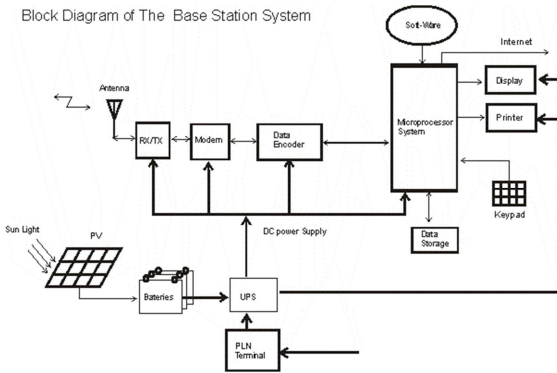 Block Diagram of The Base Station System
Soft-Ware
Internet
Antenna
Display
RX/TX
Modem
Data
Encoder
Microprocessor
System
Printer
Keypad
DC power Supply
Data
Storage
Sun Light
PV
Bateries
UPS
PLN
Terminal